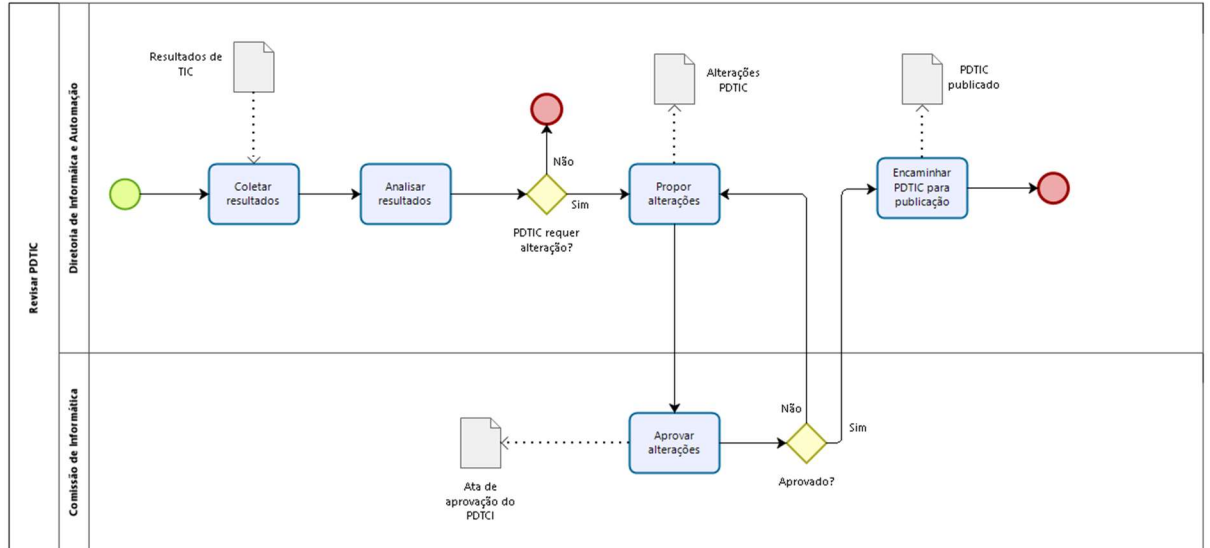 Revisar PDTIC
Diretoria de Informática e Automação
Resultados de
TIC
Coletar
resultados
Analisar
resultados
Não
Sim
PDTIC requer
alteração?
Alterações
PDTIC
Propor
alterações
PDTIC
publicado
Encaminhar
PDTIC para
publicação
Comissão de Informática
Ata de
aprovação do
PDTCI
Aprovar
alterações
Não
Sim
Aprovado?